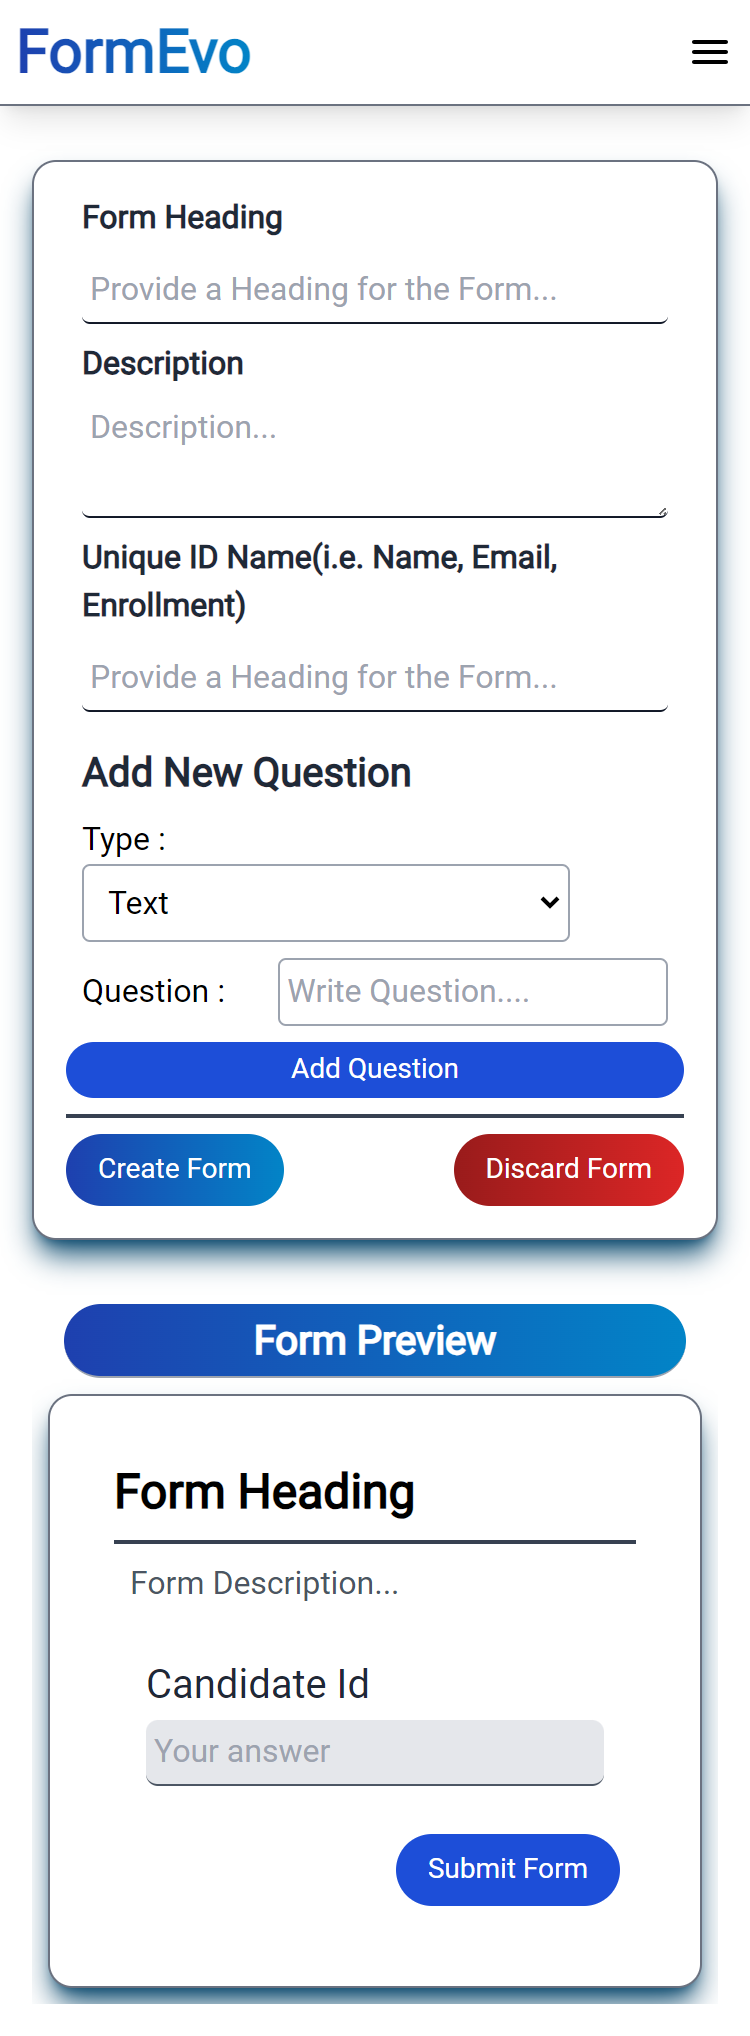 FormEvo
Form Heading
Provide a Heading for the Form...
Description
Description...
Unique ID Name(i.e. Name, Email,
Enrollment)
Provide a Heading for the Form...
Add New Question
Type :
Text
Question :
Write Question....
Add Question
Create Form
Discard Form
Form Preview
Form Heading
Form Description...
Candidate Id
Your answer
Submit Form